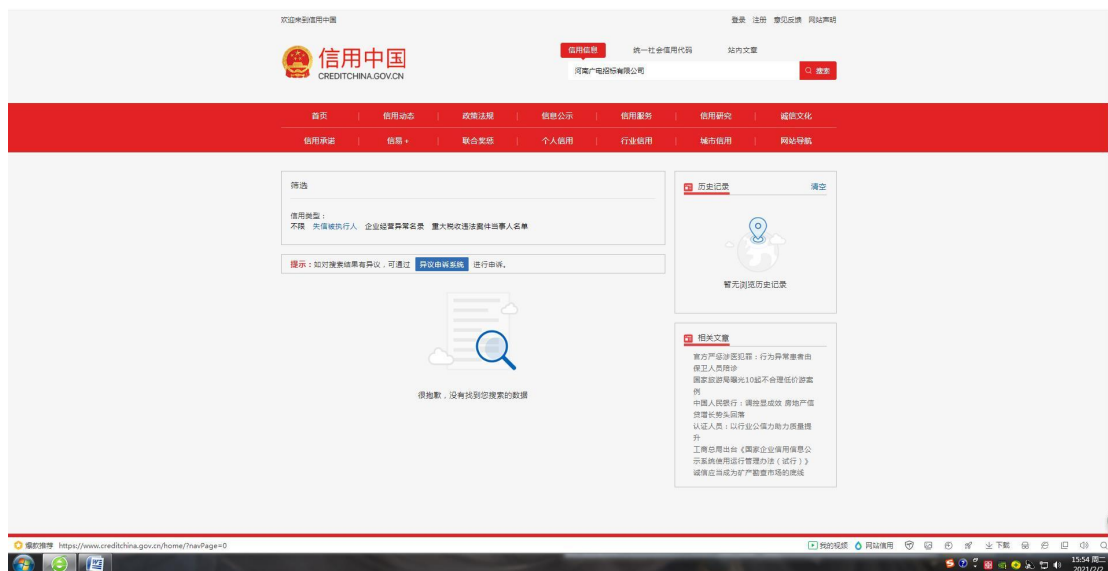 欢迎来到信用中国
登录 注册 意见反馈 网站声明
信用中国
CREDITCHINA.GOV.CN
信用信息 统一社会信用代码 站内文章
河南广电招标有限公司
搜索
首页 信用动态 政策法规 信息公示 信用服务 信用研究 诚信文化
信用承诺 信易+ 联合奖惩 个人信用 行业信用 城市信用 网站导航
筛选
信用类型：
不限 失信被执行人 企业经营异常名录 重大税收违法案件当事人名单
提示：如对搜索结果有异议，可通过 异议申诉系统 进行申诉。
很抱歉，没有找到您搜索的数据
历史记录 清空
暂无浏览历史记录
相关文章
官方严惩涉医犯罪：行为异常患者由
保卫人员陪诊
国家旅游局曝光10起不合理低价游案
例
中国人民银行：调控显成效 房地产信
贷增长势头回落
认证人员：以行业公信力助力质量提
升
工商总局出台《国家企业信用信息公
示系统使用运行管理办法（试行）》
诚信应当成为矿产勘查市场的底线
爆款推荐 https://www.creditchina.gov.cn/home/?navPage=0
我的视频 网站信用 下载
15:54 周二
2021/2/2